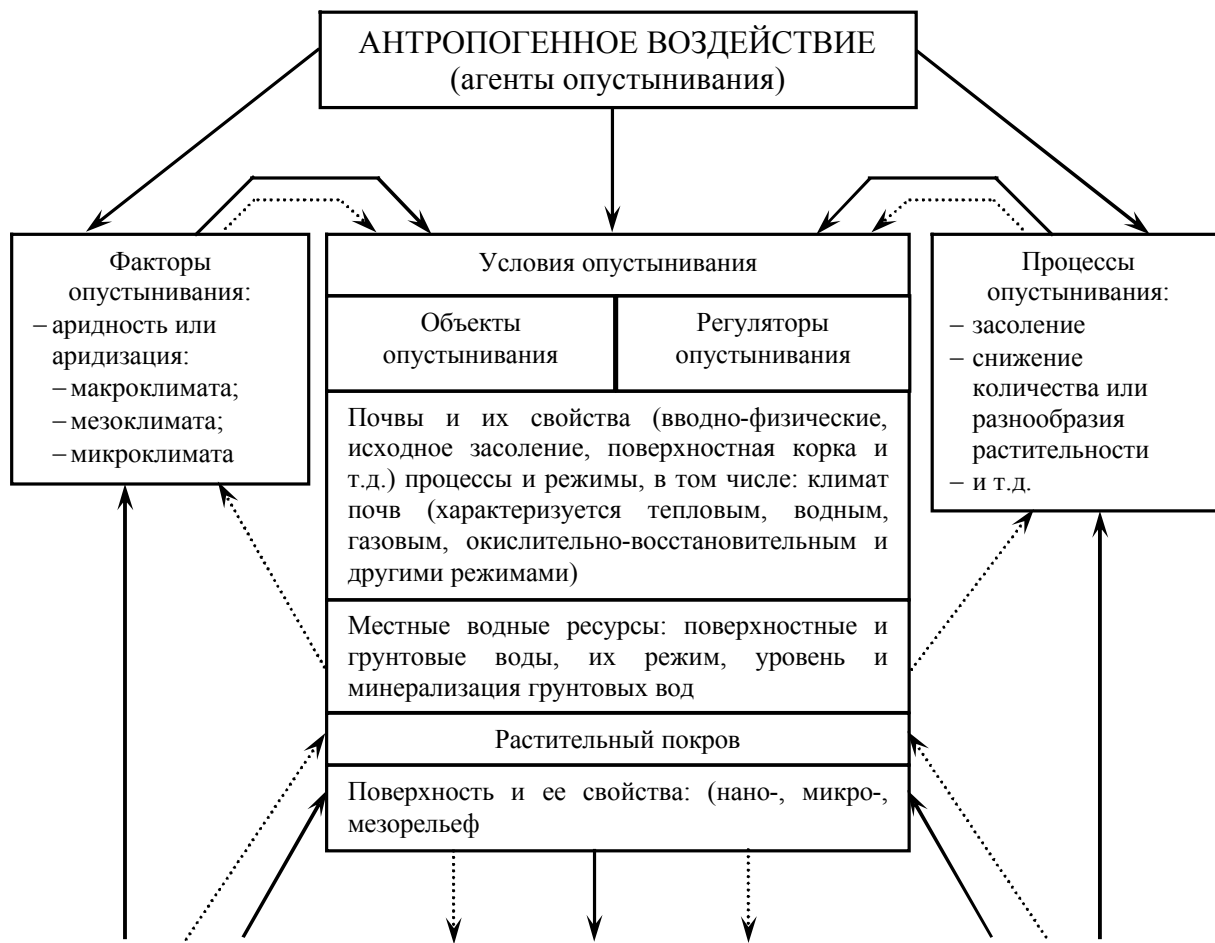 АНТРОПОГЕННОЕ ВОЗДЕЙСТВИЕ
(агенты опустынивания)
Факторы
опустынивания:
– аридность или
аридизация:
– макроклимата;
– мезоклимата;
– микроклимата
Условия опустынивания
Объекты
опустынивания
Регуляторы
опустынивания
Почвы и их свойства (вводно-физические,
исходное засоление, поверхностная корка и
т.д.) процессы и режимы, в том числе: климат
почв (характеризуется тепловым, водным,
газовым, окислительно-восстановительным и
другими режимами)
Местные водные ресурсы: поверхностные и
грунтовые воды, их режим, уровень и
минерализация грунтовых вод
Растительный покров
Поверхность и ее свойства: (нано-, микро-,
мезорельеф
Процессы
опустынивания:
– засоление
– снижение
количества или
разнообразия
растительности
– и т.д.